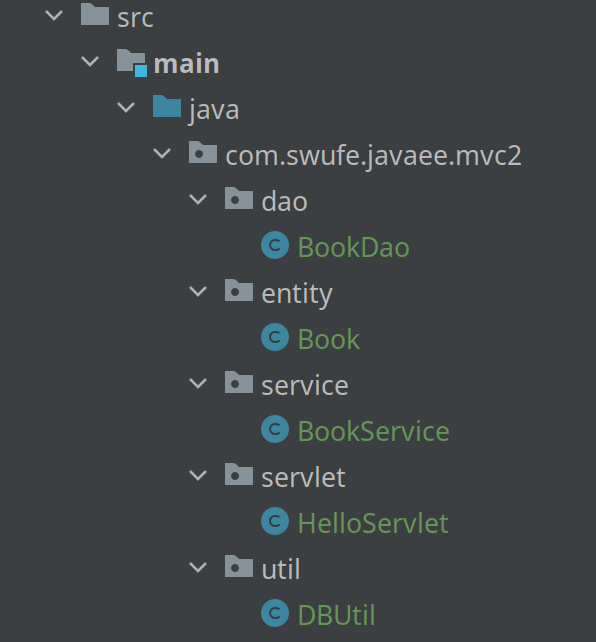 src
main
java
com.swufe.javaee.mvc2
dao
C BookDao
entity
C Book
service
C BookService
servlet
C HelloServlet
util
C DBUtil